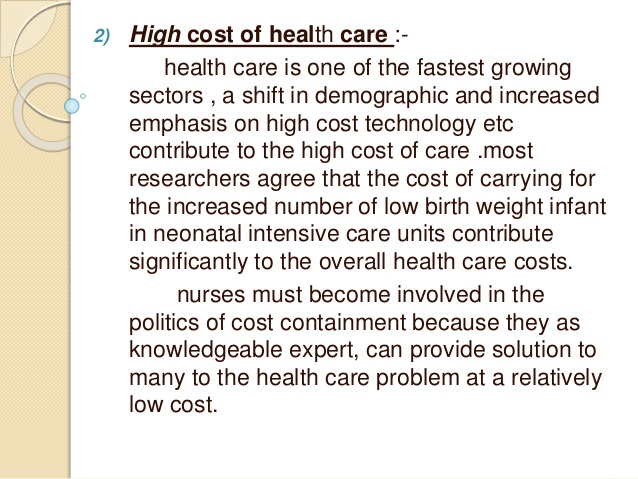 2) High cost of health care :-
health care is one of the fastest growing
sectors , a shift in demographic and increased
emphasis on high cost technology etc
contribute to the high cost of care .most
researchers agree that the cost of carrying for
the increased number of low birth weight infant
in neonatal intensive care units contribute
significantly to the overall health care costs.
nurses must become involved in the
politics of cost containment because they as
knowledgeable expert, can provide solution to
many to the health care problem at a relatively
low cost.